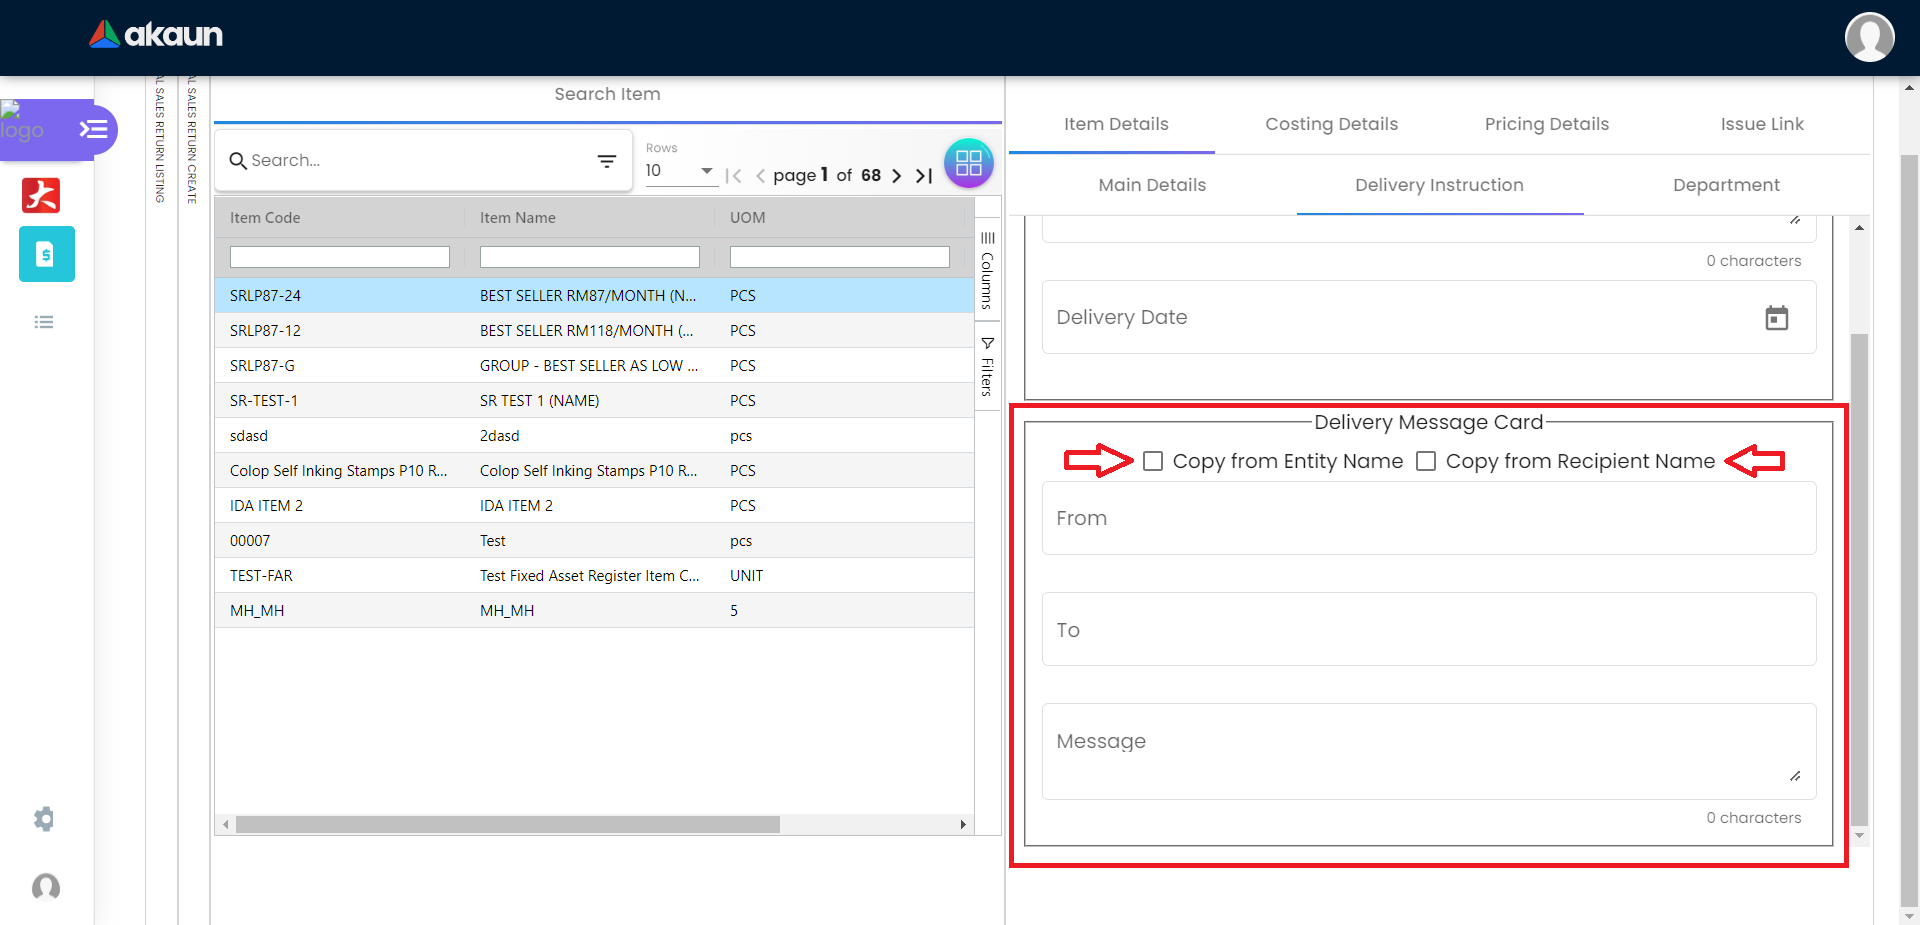 akaun
logo
AL SALES RETURN LISTING
AL SALES RETURN CREATE
Search Item
Search...
Rows
10
page 1 of 68
Item Code Item Name UOM
SRLP87-24 BEST SELLER RM87/MONTH (N... PCS
SRLP87-12 BEST SELLER RM118/MONTH (... PCS
SRLP87-G GROUP - BEST SELLER AS LOW ... PCS
SR-TEST-1 SR TEST 1 (NAME) PCS
sdasd 2dasd pcs
Colop Self Inking Stamps P10 R... Colop Self Inking Stamps P10 R... PCS
IDA ITEM 2 IDA ITEM 2 PCS
00007 Test pcs
TEST-FAR Test Fixed Asset Register Item C... UNIT
MH_MH MH_MH 5
Columns
Filters
Item Details Costing Details Pricing Details Issue Link
Main Details Delivery Instruction Department
0 characters
Delivery Date
Delivery Message Card
Copy from Entity Name Copy from Recipient Name
From
To
Message
0 characters